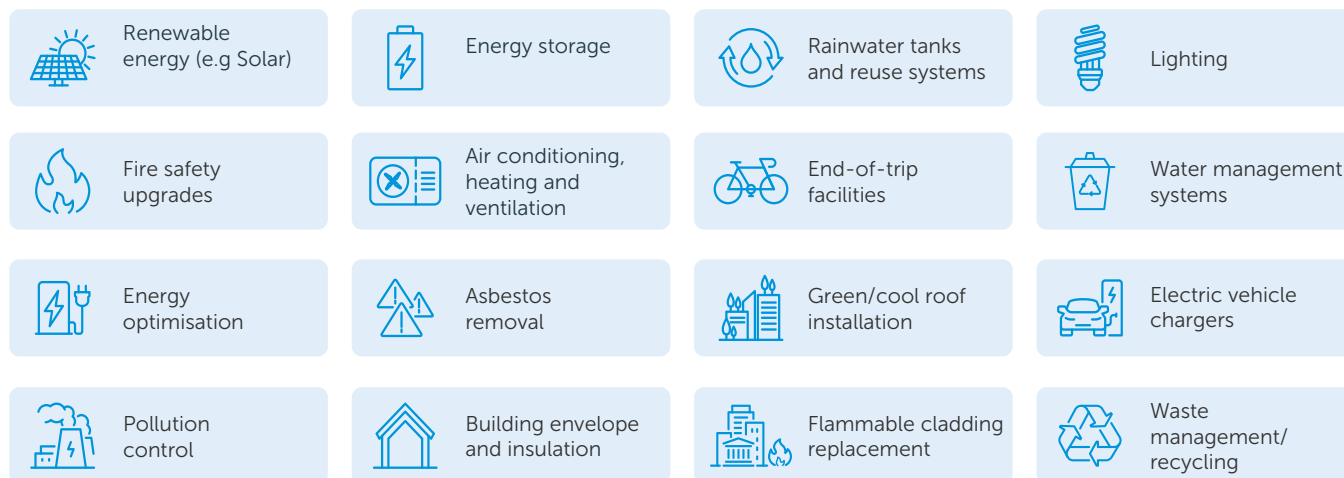 Renewable
energy (e.g Solar)
Energy storage
Rainwater tanks
and reuse systems
Lighting
Fire safety
upgrades
Air conditioning,
heating and
ventilation
End-of-trip
facilities
Water management
systems
Energy
optimisation
Asbestos
removal
Green/cool roof
installation
Electric vehicle
chargers
Pollution
control
Building envelope
and insulation
Flammable cladding
replacement
Waste
management/
recycling